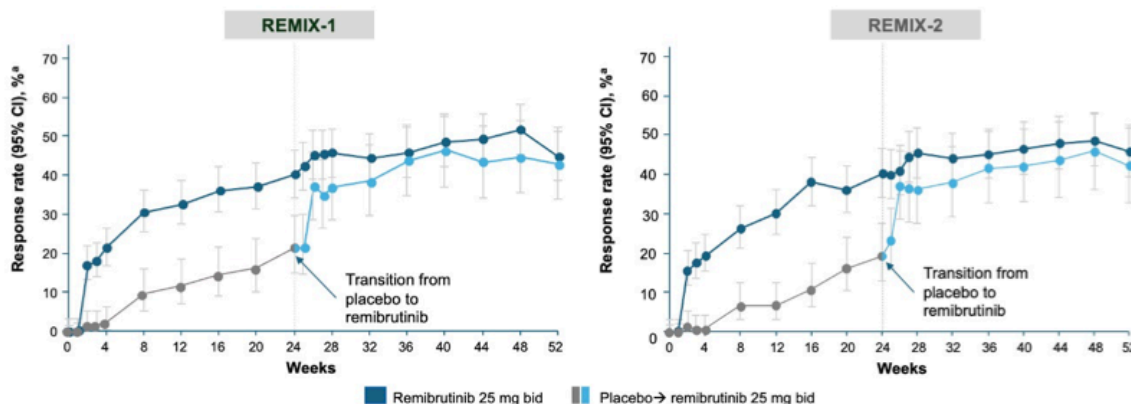 REMIX-1
Response rate (95% CI), %ᵃ
70
60
50
40
30
20
10
0
Transition from
placebo to
remibrutinib
0 4 8 12 16 20 24 28 32 36 40 44 48 52
Weeks
REMIX-2
Response rate (95% CI), %ᵃ
70
60
50
40
30
20
10
0
Transition from
placebo to
remibrutinib
0 4 8 12 16 20 24 28 32 36 40 44 48 52
Weeks
Remibrutinib 25 mg bid
Placebo→ remibrutinib 25 mg bid